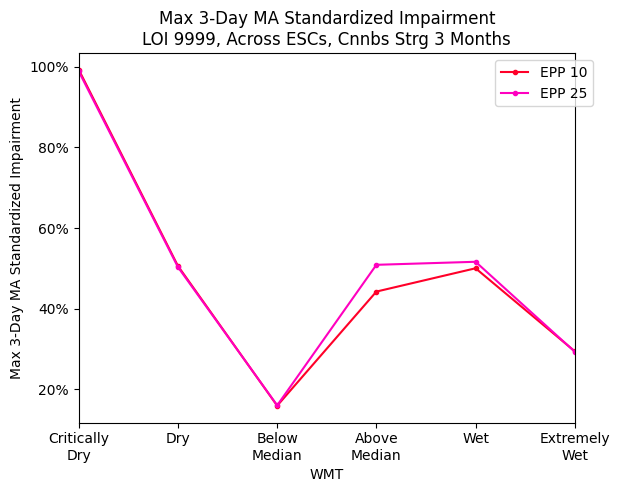 Max 3-Day MA Standardized Impairment
LOI 9999, Across ESCs, Cnnbs Strg 3 Months
EPP 10
EPP 25
Max 3-Day MA Standardized Impairment
100%
80%
60%
40%
20%
Critically
Dry
Dry
Below
Median
Above
Median
Wet
Extremely
Wet
WMT